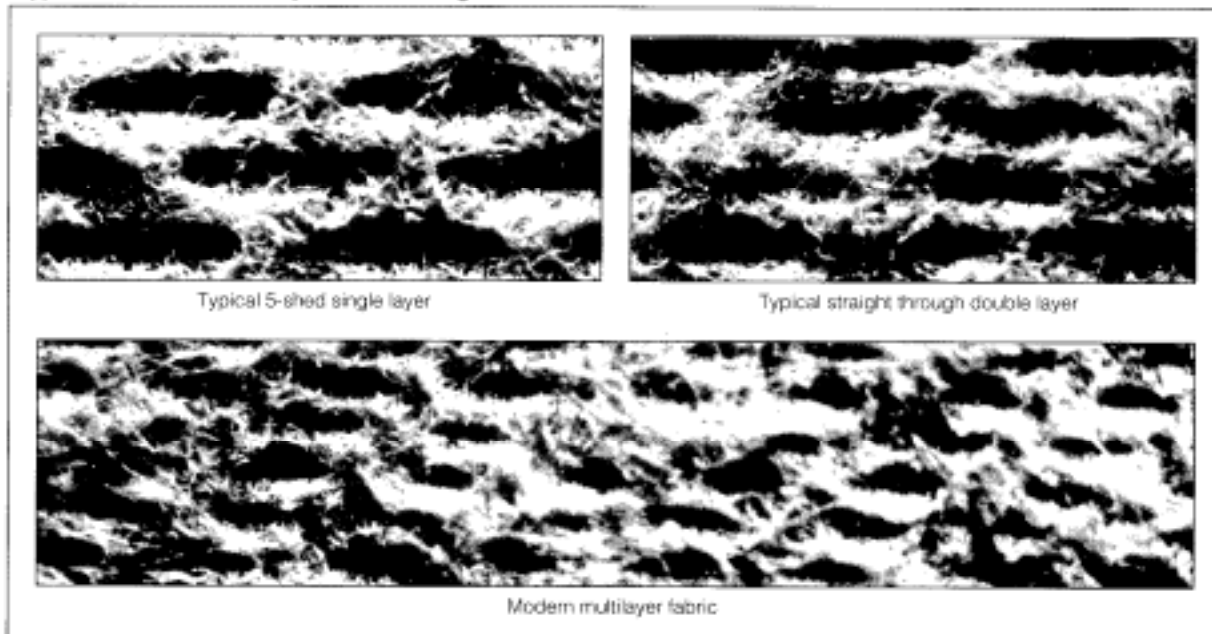 Typical 5-shed single layer
Typical straight through double layer
Modern multilayer fabric